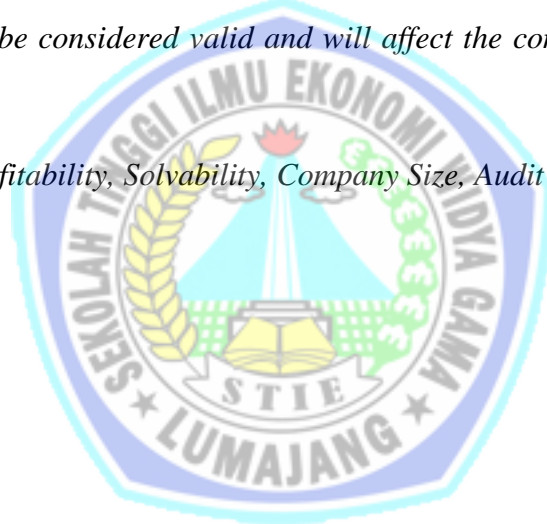 be considered valid and will affect the
fitability, Solvability, Company Size, Audit
SEKOLAH TINGGI ILMU EKONOMI WIDYA GAMA
STIE
LUMAJANG